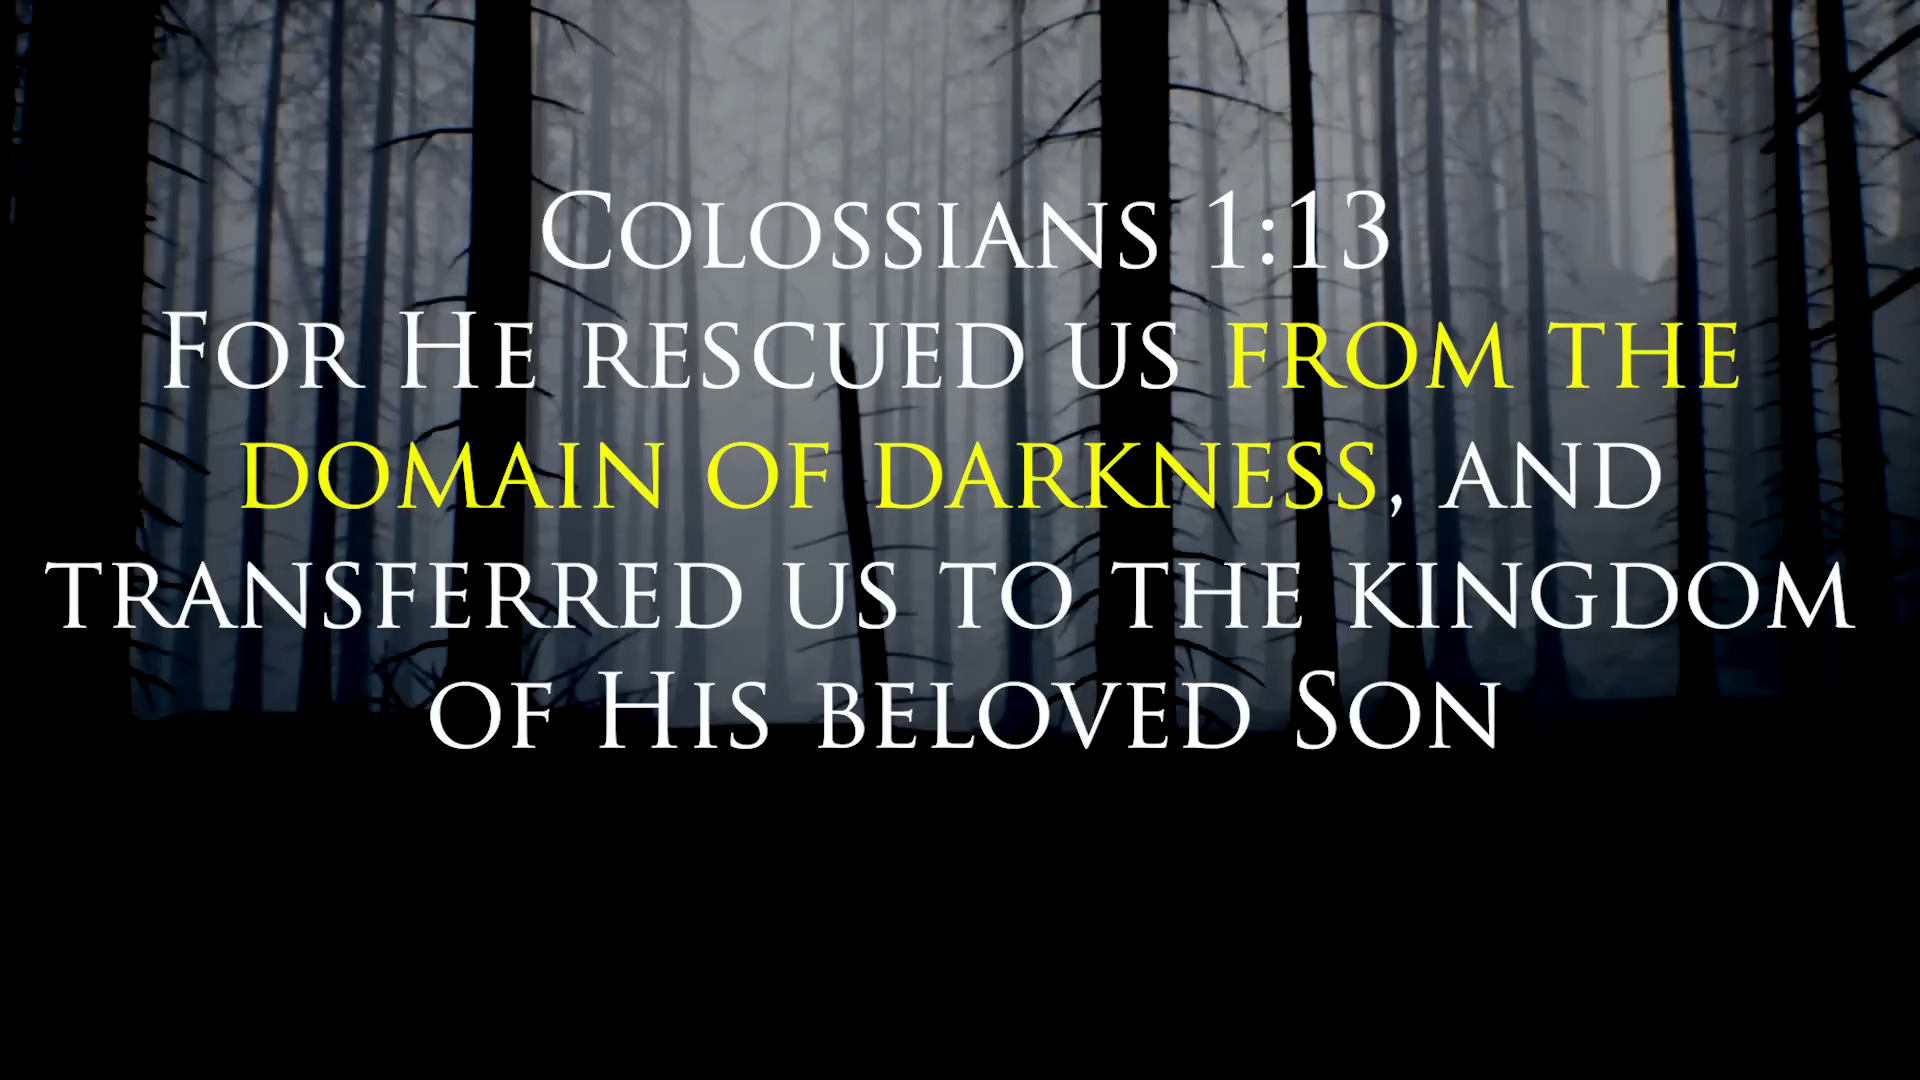 Colossians 1:13
For He rescued us from the
domain of darkness, and
transferred us to the kingdom
of His beloved Son